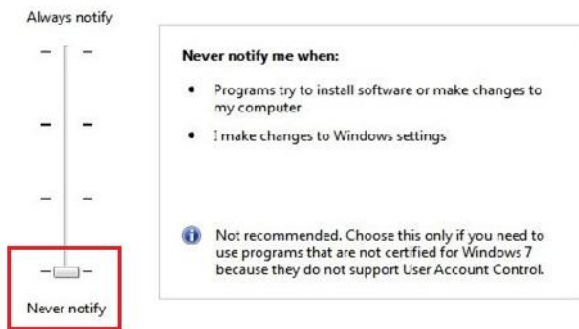 Always notify
Never notify me when:
• Programs try to install software or make changes to
my computer
• I make changes to Windows settings
Not recommended. Choose this only if you need to
use programs that are not certified for Windows 7
because they do not support User Account Control.
Never notify